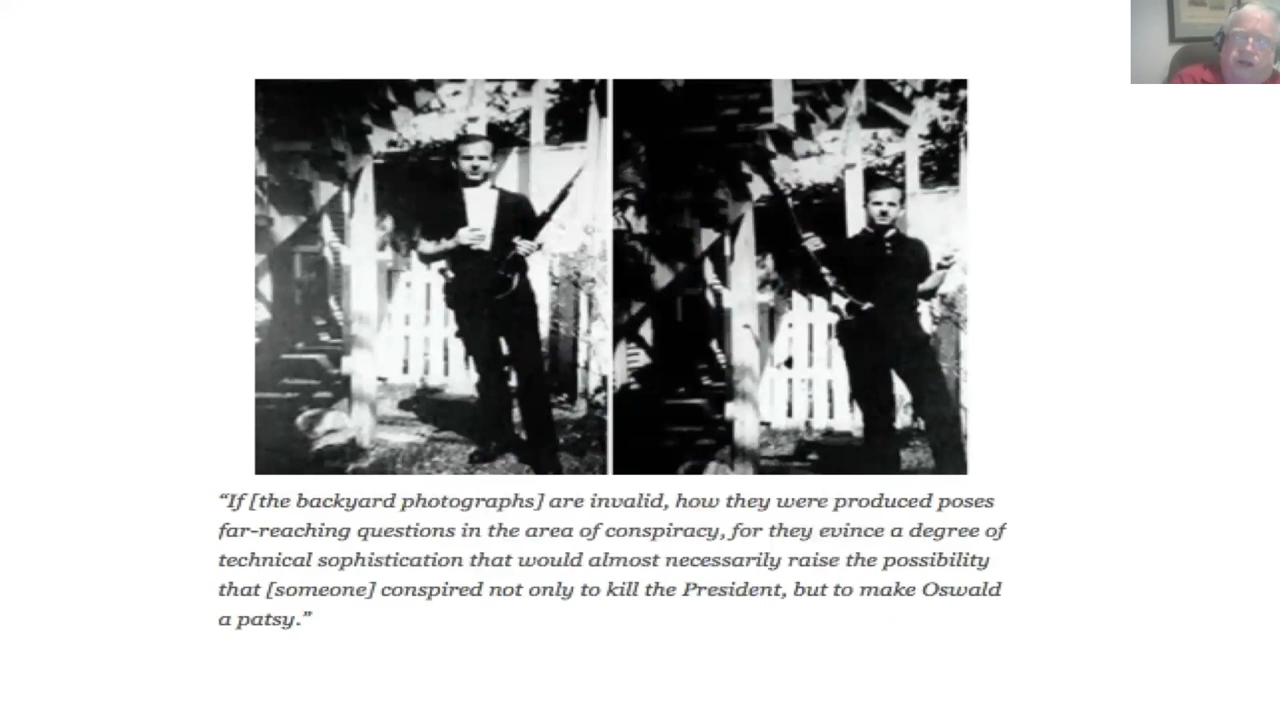 “If [the backyard photographs] are invalid, how they were produced poses
far-reaching questions in the area of conspiracy, for they evince a degree of
technical sophistication that would almost necessarily raise the possibility
that [someone] conspired not only to kill the President, but to make Oswald
a patsy.”